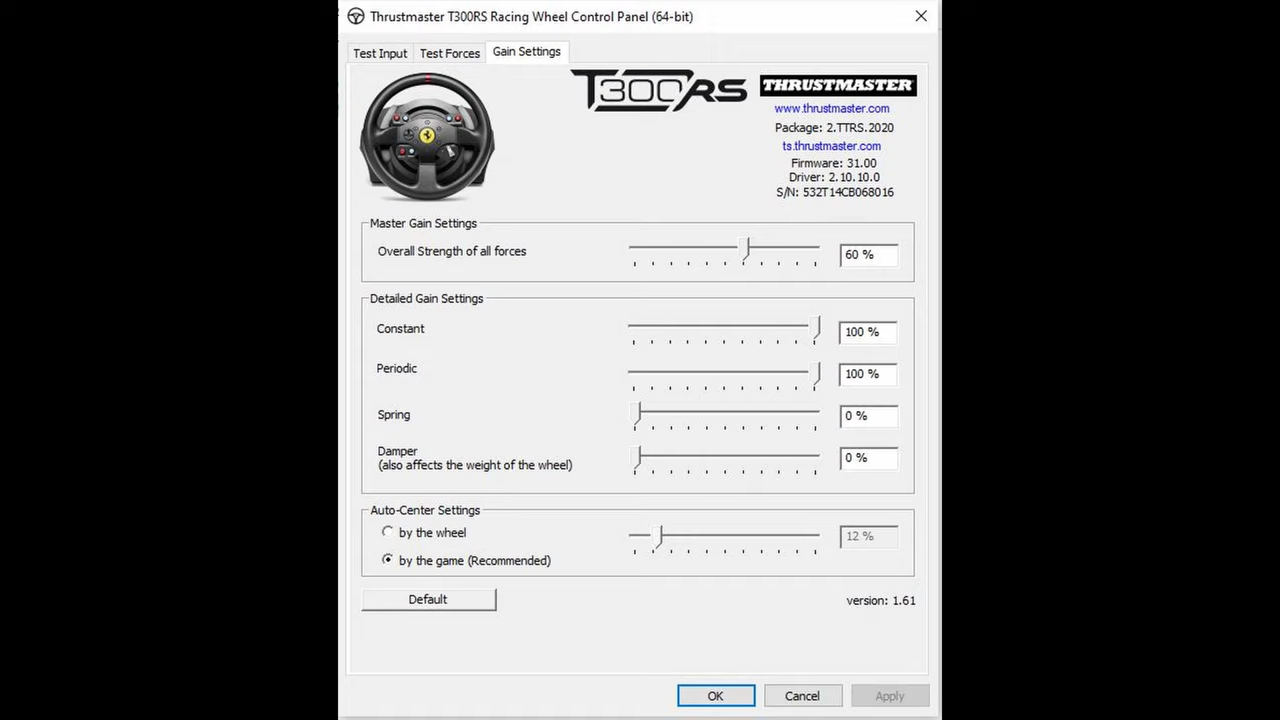 Thrustmaster T300RS Racing Wheel Control Panel (64-bit)
Test Input
Test Forces
Gain Settings
T300RS
THRUSTMASTER
www.thrustmaster.com
Package: 2.TTRS.2020
ts.thrustmaster.com
Firmware: 31.00
Driver: 2.10.10.0
S/N: 532T14CB068016
Master Gain Settings
Overall Strength of all forces
60 %
Detailed Gain Settings
Constant
100 %
Periodic
100 %
Spring
0 %
Damper
(also affects the weight of the wheel)
0 %
Auto-Center Settings
by the wheel
12 %
by the game (Recommended)
Default
version: 1.61
OK
Cancel
Apply